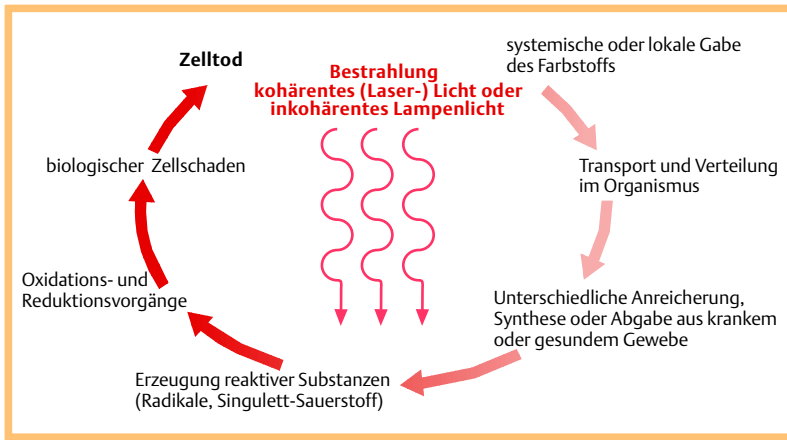 Zelltod
Bestrahlung
kohärentes (Laser-) Licht oder
inkohärentes Lampenlicht
systemische oder lokale Gabe
des Farbstoffs
Transport und Verteilung
im Organismus
Unterschiedliche Anreicherung,
Synthese oder Abgabe aus krankem
oder gesundem Gewebe
Erzeugung reaktiver Substanzen
(Radikale, Singulett-Sauerstoff)
Oxidations- und
Reduktionsvorgänge
biologischer Zellschaden